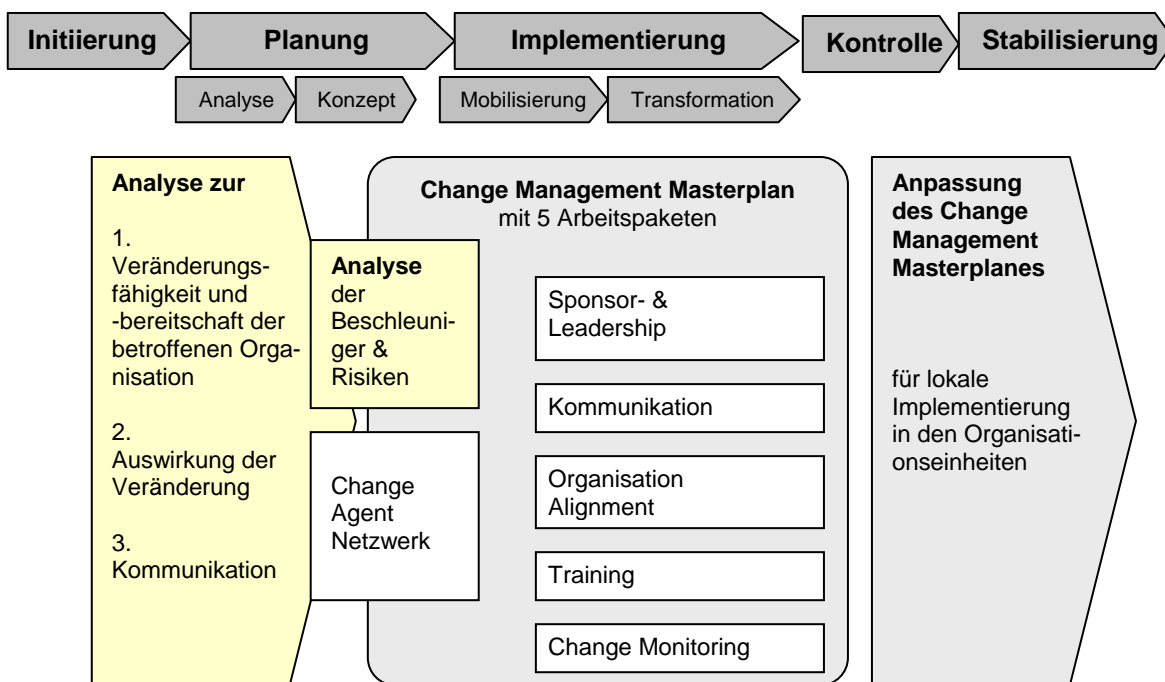 Initiierung
Planung
Implementierung
Kontrolle
Stabilisierung
Analyse
Konzept
Mobilisierung
Transformation
Analyse zur
1.
Veränderungs-
fähigkeit und
-bereitschaft der
betroffenen Orga-
nisation
2.
Auswirkung der
Veränderung
3.
Kommunikation
Analyse
der
Beschleuni-
ger &
Risiken
Change
Agent
Netzwerk
Change Management Masterplan
mit 5 Arbeitspaketen
Sponsor- &
Leadership
Kommunikation
Organisation
Alignment
Training
Change Monitoring
Anpassung
des Change
Management
Masterplanes
für lokale
Implementierung
in den Organisati-
onseinheiten